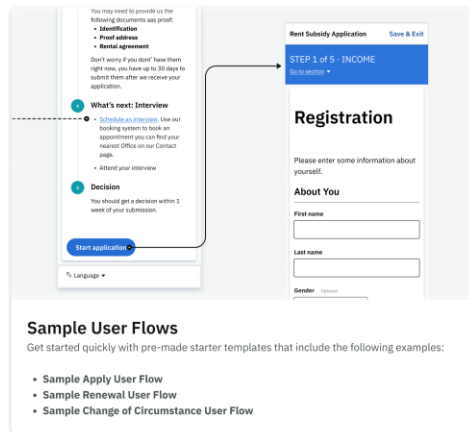 You may need to provide us the
following documents aas proof:
• Identification
• Proof address
• Rental agreement
Don't worry if you dont' have them
right now, you have up to 30 days to
submit them after we receive your
application.
What's next: Interview
• Schedule an interview. Use our
booking system to book an
appointment you can find your
nearest Office on our Contact
page.
• Attend your interview
Decision
You should get a decision within 1
week of your submission.
Start application
Language
Rent Subsidy Application Save & Exit
STEP 1 of 5 - INCOME
Go to section
Registration
Please enter some information about
yourself.
About You
First name
Last name
Gender Optional
Sample User Flows
Get started quickly with pre-made starter templates that include the following examples:
• Sample Apply User Flow
• Sample Renewal User Flow
• Sample Change of Circumstance User Flow